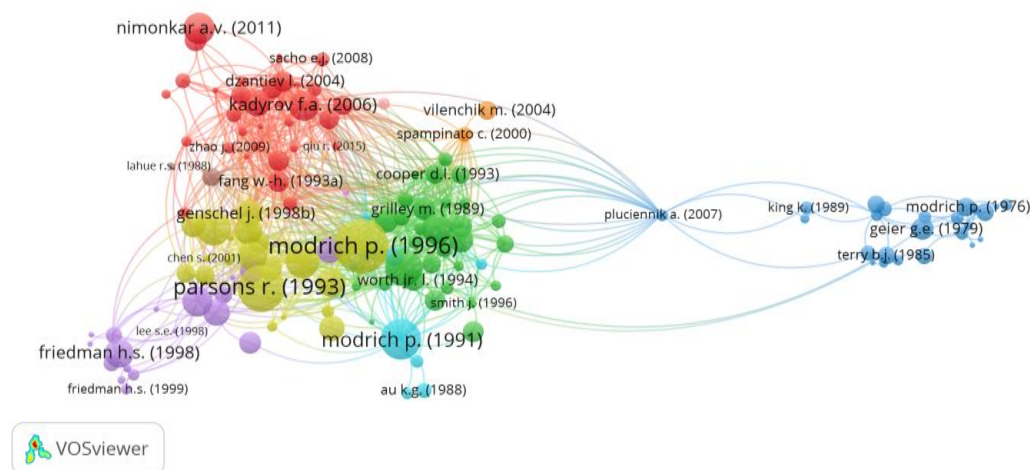 nimonkar a.v. (2011)
sacho e.j. (2008)
dzantiev l. (2004)
kadyrov f.a. (2006)
vilenchik m. (2004)
spampinato c. (2000)
zhao j. (2009)
qiu r. (2015)
lahue r.s. (1988)
fang w.-h. (1993a)
cooper d.l. (1993)
genschel j. (1998b)
grilley m. (1989)
pluciennik a. (2007)
king k. (1989)
modrich p. (1976)
geier g.e. (1979)
modrich p. (1996)
chen s. (2001)
terry b.j. (1985)
parsons r. (1993)
worth jr. l. (1994)
smith j. (1996)
lee s.e. (1998)
modrich p. (1991)
friedman h.s. (1998)
friedman h.s. (1999)
au k.g. (1988)
VOSviewer